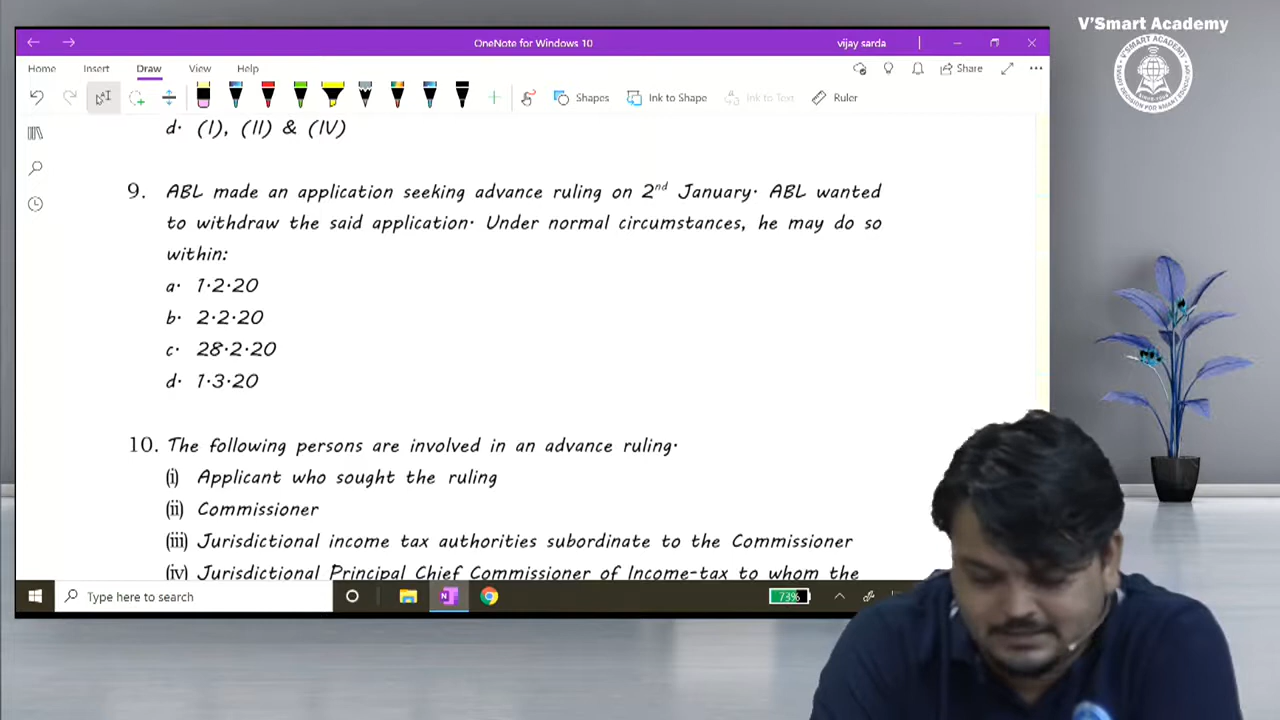 V'Smart Academy
OneNote for Windows 10
vijay sarda
Home Insert Draw View Help
Share
Shapes Ink to Shape Ink to Text Ruler
d. (I), (II) & (IV)
9. ABL made an application seeking advance ruling on 2nd January. ABL wanted
to withdraw the said application. Under normal circumstances, he may do so
within:
a. 1.2.20
b. 2.2.20
c. 28.2.20
d. 1.3.20
10. The following persons are involved in an advance ruling.
(i) Applicant who sought the ruling
(ii) Commissioner
(iii) Jurisdictional income tax authorities subordinate to the Commissioner
(iv) Jurisdictional Principal Chief Commissioner of Income-tax to whom the
Type here to search
73%